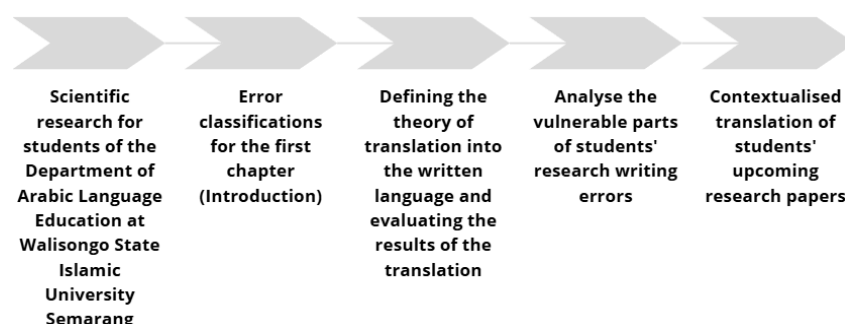 Scientific
research for
students of the
Department of
Arabic Language
Education at
Walisongo State
Islamic
University
Semarang
Error
classifications
for the first
chapter
(Introduction)
Defining the
theory of
translation into
the written
language and
evaluating the
results of the
translation
Analyse the
vulnerable parts
of students'
research writing
errors
Contextualised
translation of
students'
upcoming
research papers